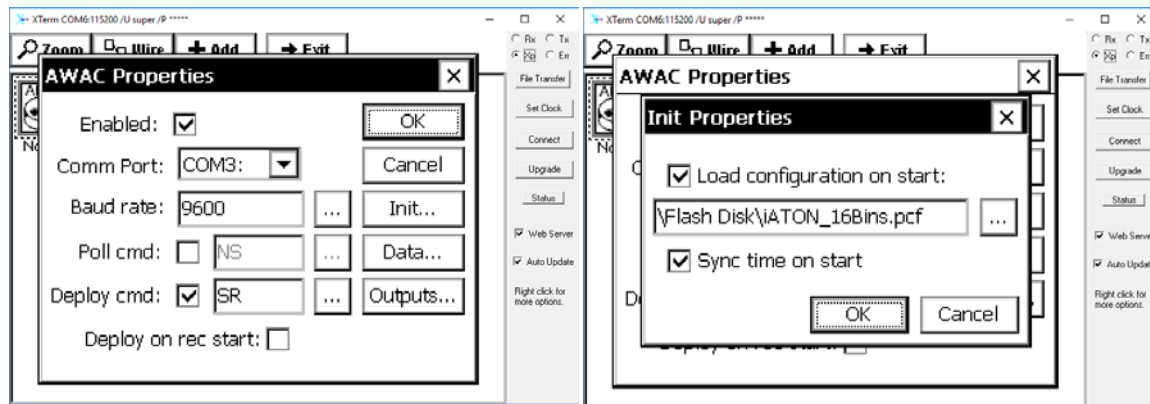 XTerm COM6:115200 /U super /P *****
Zoom Wire Add Exit
AWAC Properties
Enabled:
OK
Comm Port: COM3:
Cancel
Baud rate: 9600 ...
Init...
Poll cmd: NS ...
Data...
Deploy cmd: SR ...
Outputs...
Deploy on rec start:
Rx Tx
Xp Err
File Transfer
Set Clock
Connect
Upgrade
Status
Web Server
Auto Update
Right click for
more options.
XTerm COM6:115200 /U super /P *****
Zoom Wire Add Exit
AWAC Properties
Init Properties
Load configuration on start:
\Flash Disk\iATON_16Bins.pcf ...
Sync time on start
OK Cancel
Rx Tx
Xp Err
File Transfer
Set Clock
Connect
Upgrade
Status
Web Serve
Auto Updat
Right click for
more options.